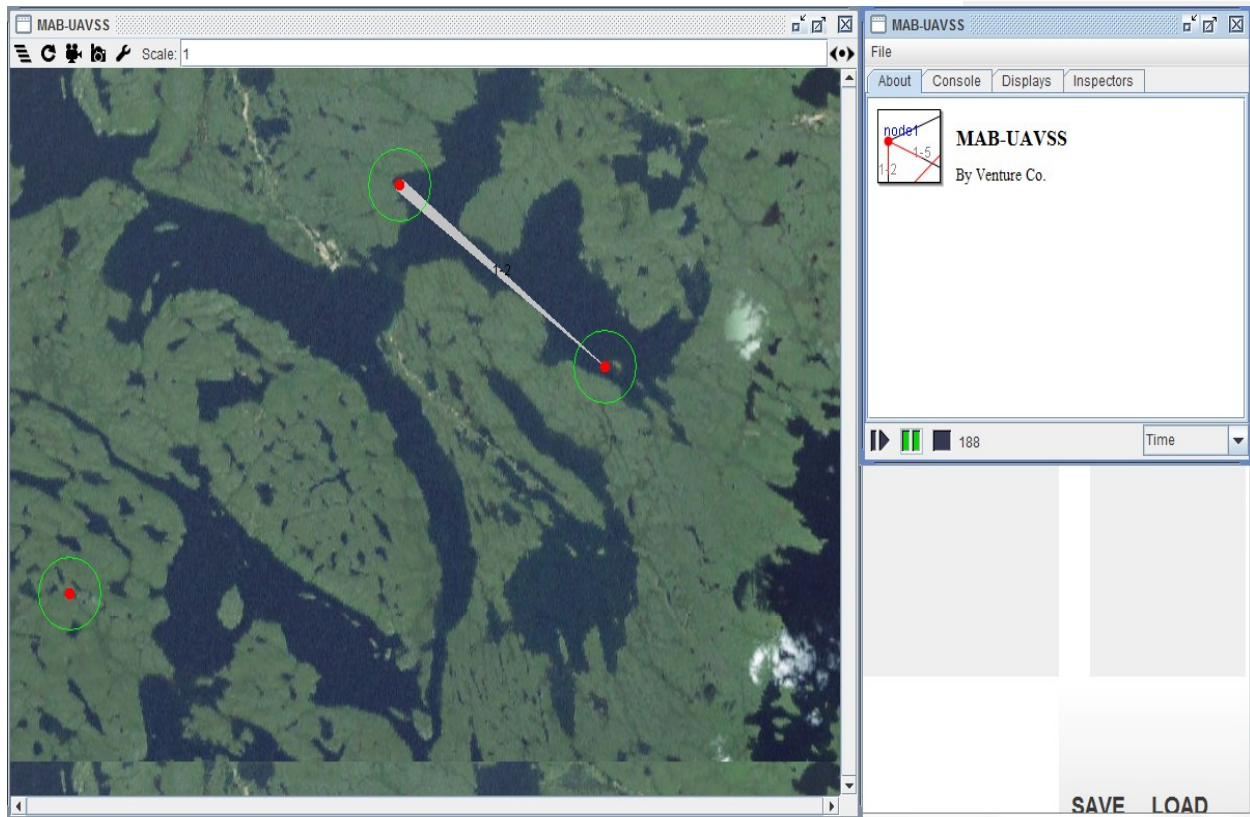 MAB-UAVSS
Scale: 1
1-2
MAB-UAVSS
File
About Console Displays Inspectors
node1
1-5
1-2
MAB-UAVSS
By Venture Co.
188 Time
SAVE LOAD